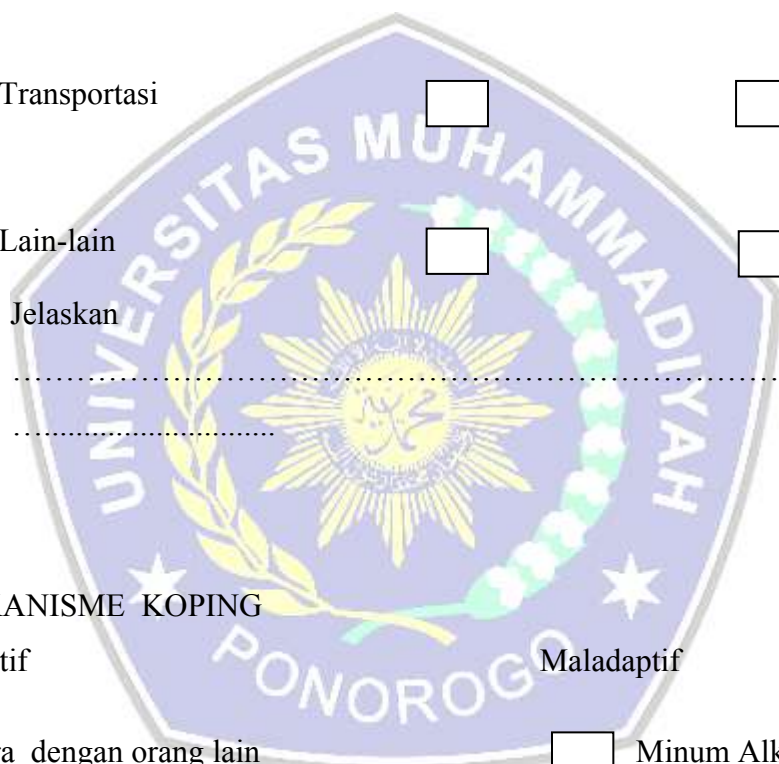 Transportasi
Lain-lain
Jelaskan
……………………………………………………………………
…............................
ANISME KOPING
tif Maladaptif
a dengan orang lain Minum Alk
UNIVERSITAS MUHAMMADIYAH
PONOROGO